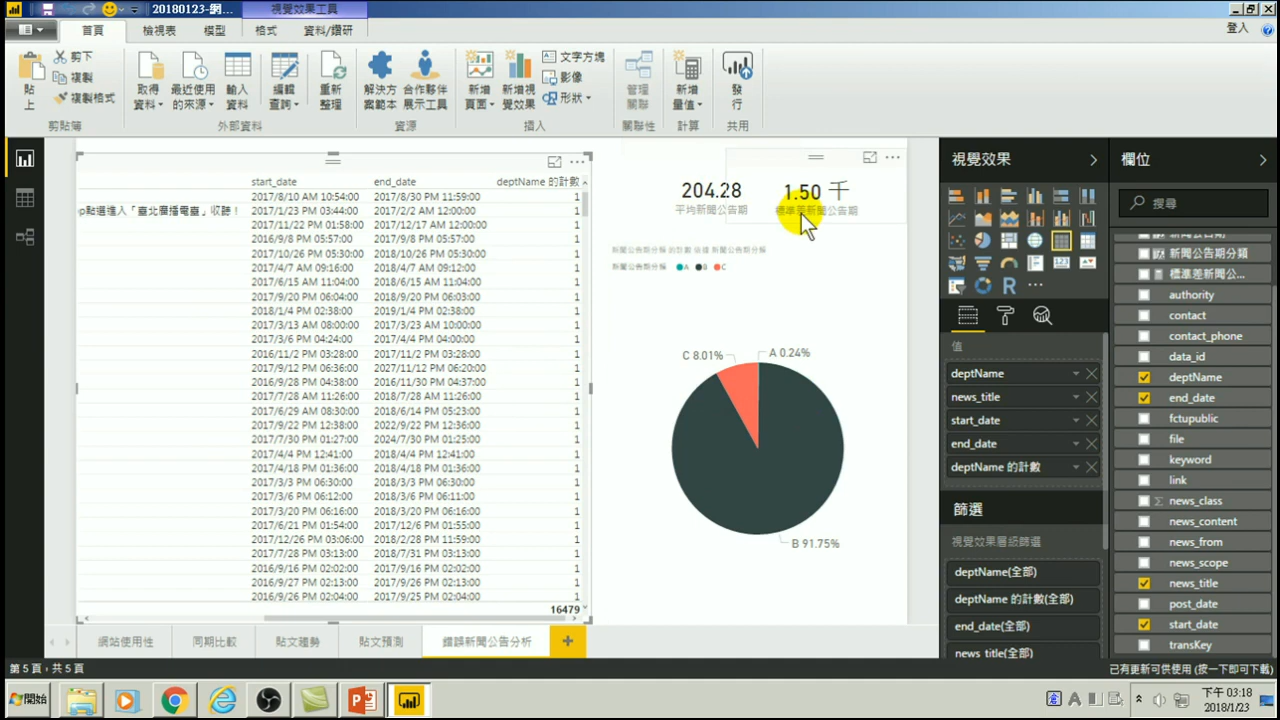 20180123-網...
視覺效果工具
首頁 檢視表 模型 格式 資料/鑽研
登入
貼上
剪下
複製
複製格式
剪貼簿
取得資料
最近使用的來源
輸入資料
編輯查詢
重新整理
外部資料
解決方案範本
合作夥伴展示工具
資源
新增頁面
新增視覺效果
文字方塊
影像
形狀
插入
管理關聯
關聯性
新增量值
計算
發行
共用
start_date end_date deptName 的計數
2017/8/10 AM 10:54:00 2017/8/30 PM 11:59:00 1
點選進入「臺北廣播電臺」收聽! 2017/1/23 PM 03:44:00 2017/2/2 AM 12:00:00 1
2017/11/22 PM 01:58:00 2017/12/17 AM 12:00:00 1
2016/9/8 PM 05:57:00 2017/9/8 PM 05:57:00 1
2017/10/26 PM 05:30:00 2018/10/26 PM 05:30:00 1
2017/4/7 AM 09:16:00 2018/4/7 AM 09:12:00 1
2017/6/15 AM 11:04:00 2018/6/15 AM 11:04:00 1
2017/9/20 PM 06:04:00 2018/9/20 PM 06:03:00 1
2018/1/4 PM 02:38:00 2019/1/4 PM 02:38:00 1
2017/3/13 AM 08:00:00 2017/3/23 AM 10:00:00 1
2017/3/6 PM 04:24:00 2017/4/4 PM 04:00:00 1
2016/11/2 PM 03:28:00 2017/11/2 PM 03:28:00 1
2017/9/12 PM 06:36:00 2027/11/12 PM 06:20:00 1
2016/9/28 PM 04:38:00 2016/11/30 PM 04:37:00 1
2017/7/28 AM 11:26:00 2018/7/28 AM 11:26:00 1
2017/6/29 AM 08:30:00 2018/6/14 PM 05:23:00 1
2017/9/22 PM 12:38:00 2022/9/22 PM 12:36:00 1
2017/7/30 PM 01:27:00 2024/7/30 PM 01:25:00 1
2017/4/4 PM 12:41:00 2018/4/4 PM 12:41:00 1
2017/4/18 PM 01:36:00 2018/4/18 PM 01:36:00 1
2017/3/3 PM 06:30:00 2018/3/3 PM 06:30:00 1
2017/3/6 PM 06:12:00 2018/3/6 PM 06:11:00 1
2017/3/20 PM 06:16:00 2018/3/20 PM 06:16:00 1
2017/6/21 PM 01:54:00 2017/12/6 PM 01:55:00 1
2017/12/26 PM 03:06:00 2018/2/28 PM 11:59:00 1
2017/7/28 PM 03:13:00 2018/7/31 PM 03:13:00 1
2016/9/16 PM 02:02:00 2017/9/16 PM 02:02:00 1
2016/9/27 PM 02:13:00 2017/9/26 PM 02:13:00 1
2016/9/26 PM 02:04:00 2017/9/25 PM 02:04:00 1
16479
204.28
平均新聞公告期
1.50 千
標準差新聞公告期
新聞公告期分類 的計數 依據 新聞公告期分類
新聞公告期分類 A B C
C 8.01%
A 0.24%
B 91.75%
視覺效果
R
值
deptName
news_title
start_date
end_date
deptName 的計數
篩選
視覺效果層級篩選
deptName(全部)
deptName 的計數(全部)
end_date(全部)
news_title(全部)
欄位
搜尋
新聞公告期
新聞公告期分類
標準差新聞公...
authority
contact
contact_phone
data_id
deptName
end_date
fctupublic
file
keyword
link
news_class
news_content
news_from
news_scope
news_title
post_date
start_date
transKey
網站使用性 同期比較 貼文趨勢 貼文預測 錯誤新聞公告分析
第 5 頁,共 5 頁
已有更新可供使用 (按一下即可下載)
開始
下午 03:18
2018/1/23